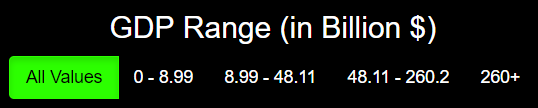 GDP Range (in Billion $)
All Values 0 - 8.99 8.99 - 48.11 48.11 - 260.2 260+